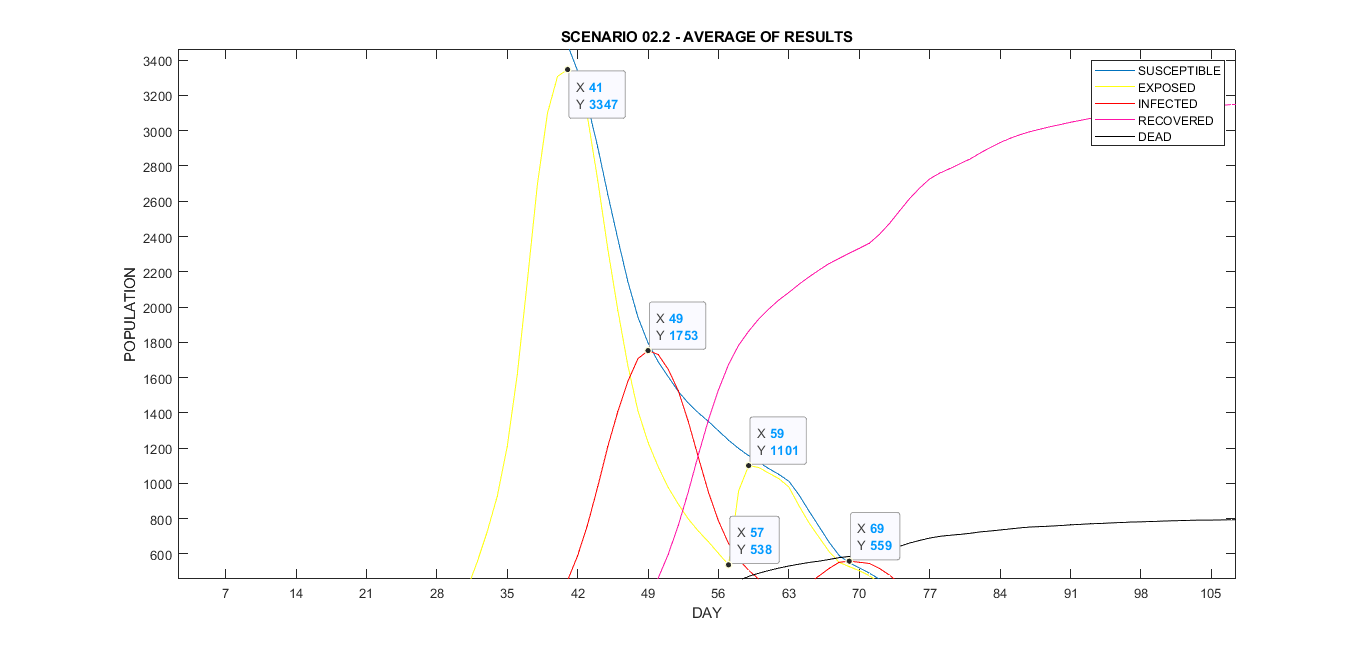 SCENARIO 02.2 - AVERAGE OF RESULTS
3400
3200
3000
2800
2600
2400
2200
2000
1800
1600
1400
1200
1000
800
600
POPULATION
X 41
Y 3347
X 49
Y 1753
X 59
Y 1101
X 57
Y 538
X 69
Y 559
SUSCEPTIBLE
EXPOSED
INFECTED
RECOVERED
DEAD
7 14 21 28 35 42 49 56 63 70 77 84 91 98 105
DAY